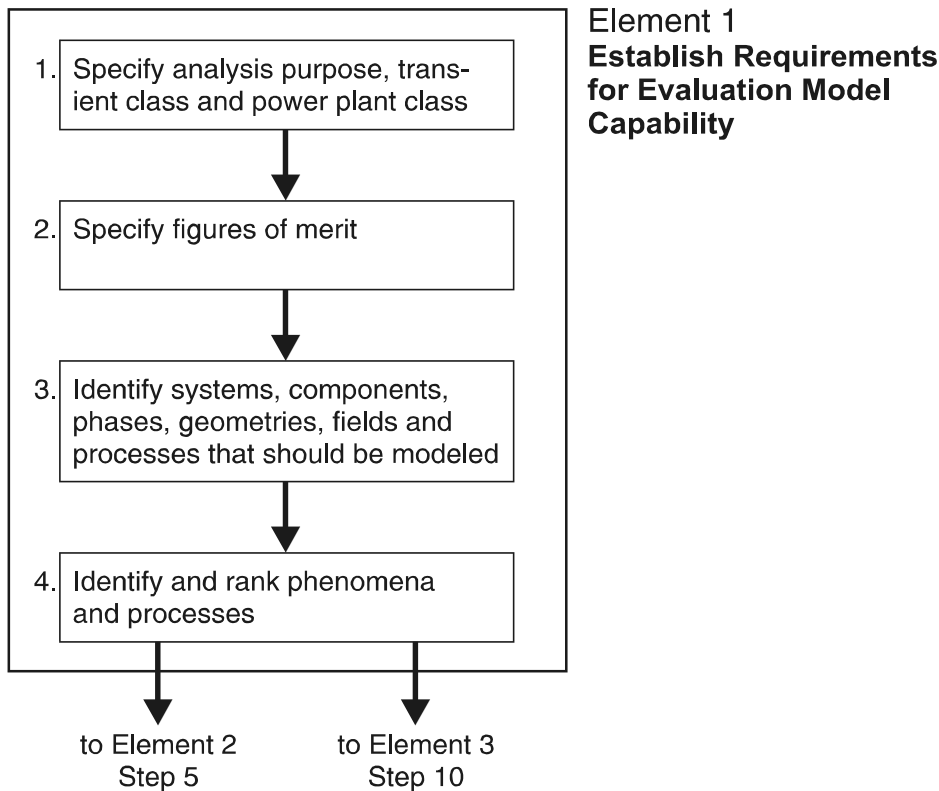 Element 1
Establish Requirements
for Evaluation Model
Capability
1. Specify analysis purpose, trans-
ient class and power plant class
2. Specify figures of merit
3. Identify systems, components,
phases, geometries, fields and
processes that should be modeled
4. Identify and rank phenomena
and processes
to Element 2
Step 5
to Element 3
Step 10